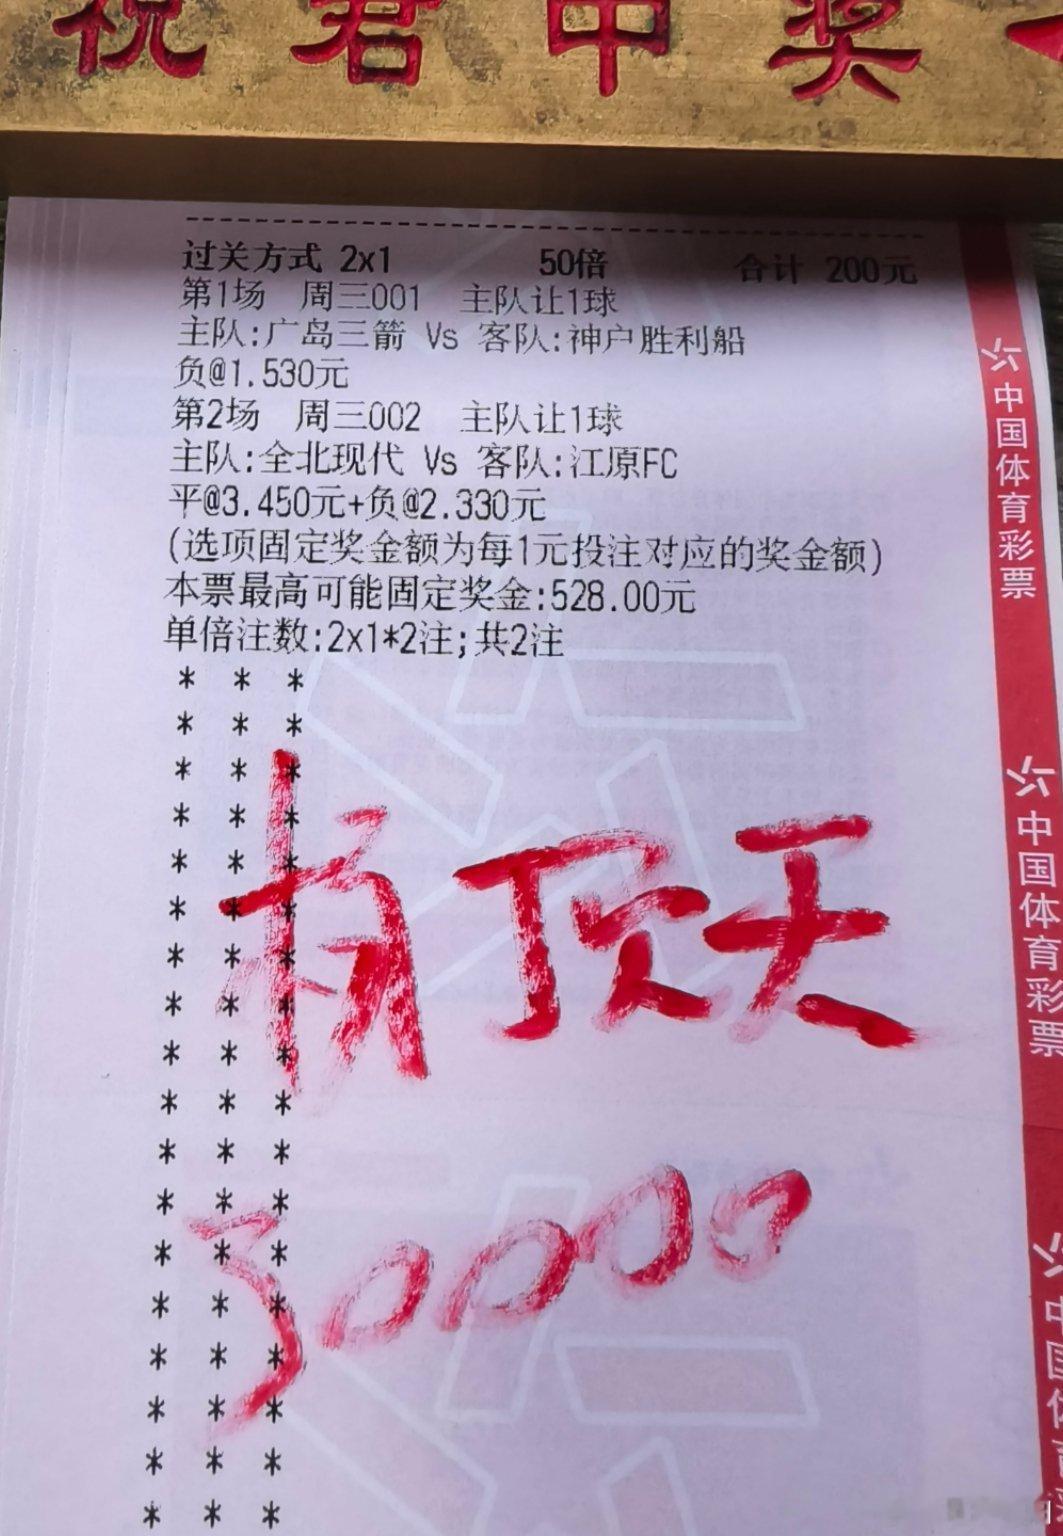 祝君中奖
过关方式 2x1 50倍 合计 200元
第1场 周三001 主队让1球
主队:广岛三箭 Vs 客队:神户胜利船
负@1.530元
第2场 周三002 主队让1球
主队:全北现代 Vs 客队:江原FC
平@3.450元+负@2.330元
(选项固定奖金额为每1元投注对应的奖金额)
本票最高可能固定奖金:528.00元
单倍注数:2x1*2注;共2注
顶天
30000
中国体育彩票
中国体育彩票
中国体育